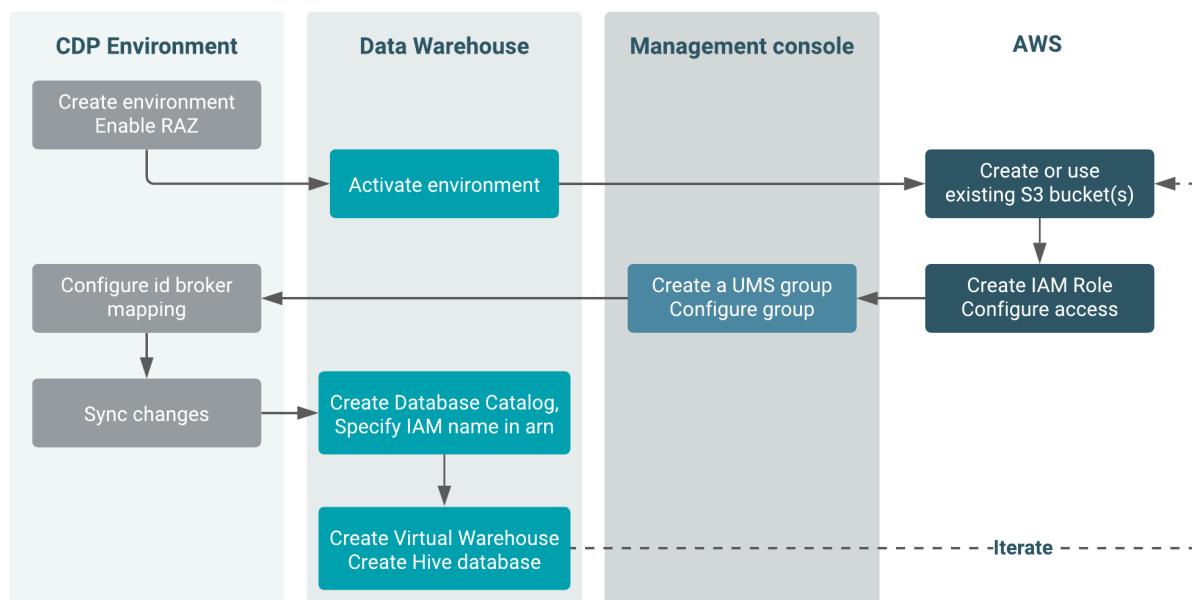 CDP Environment
Data Warehouse
Management console
AWS
Create environment
Enable RAZ
Activate environment
Create or use
existing S3 bucket(s)
Configure id broker
mapping
Create a UMS group
Configure group
Create IAM Role
Configure access
Sync changes
Create Database Catalog,
Specify IAM name in arn
Create Virtual Warehouse
Create Hive database
Iterate